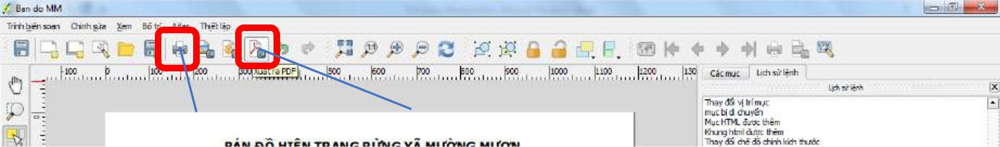 Ban do MM
Trình biên soạn Chỉnh sửa Xem Bố trí Atlas Thiết lập
-100 0 100 200 300 500 600 700 800 900 1000 1100 1200 130
Xuất ra PDF
Các mục Lịch sử lệnh
Lịch sử lệnh
Thay đổi vị trí mục
mục bị di chuyển
Mục HTML được thêm
Khung html được thêm
Thay đổi chế độ chỉnh kích thước
BẢN ĐỒ HIỆN TRẠNG RỪNG XÃ MƯỜNG MƯƠN